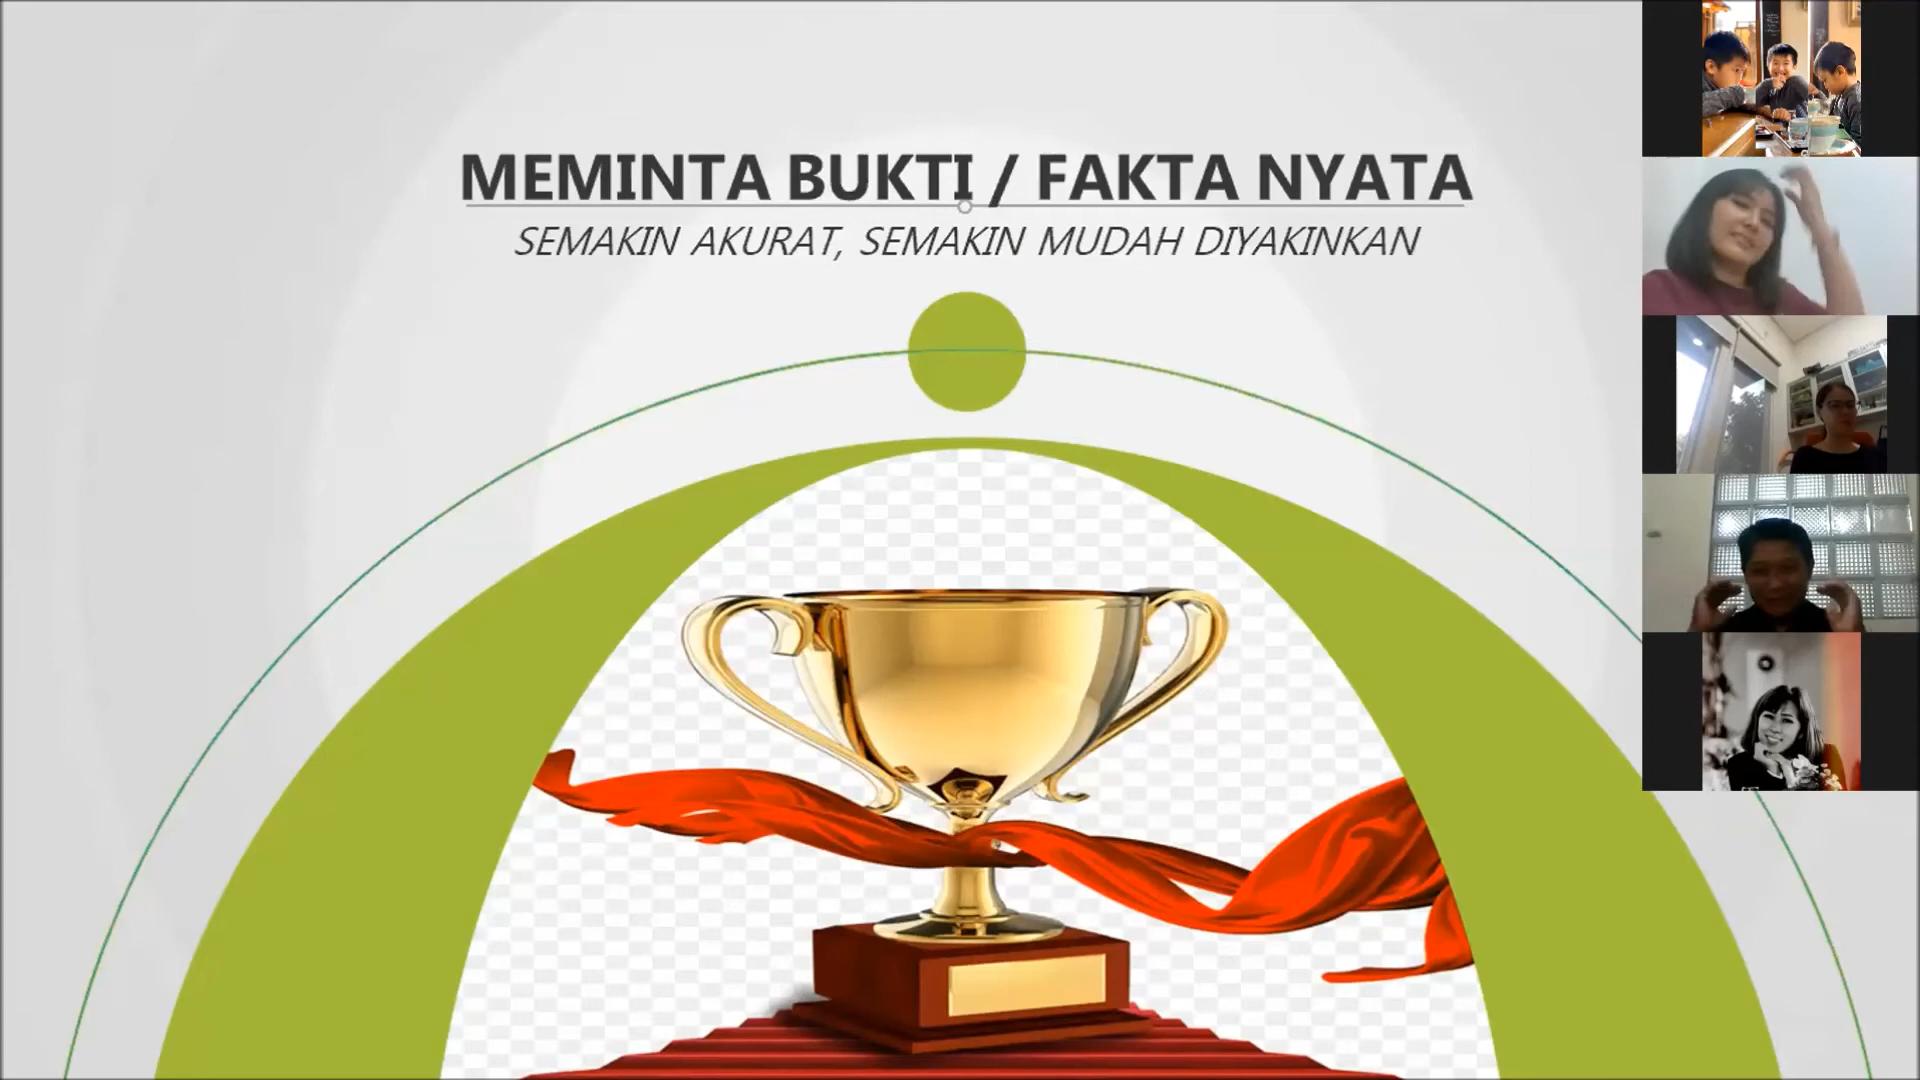 MEMINTA BUKTI / FAKTA NYATA
SEMAKIN AKURAT, SEMAKIN MUDAH DIYAKINKAN